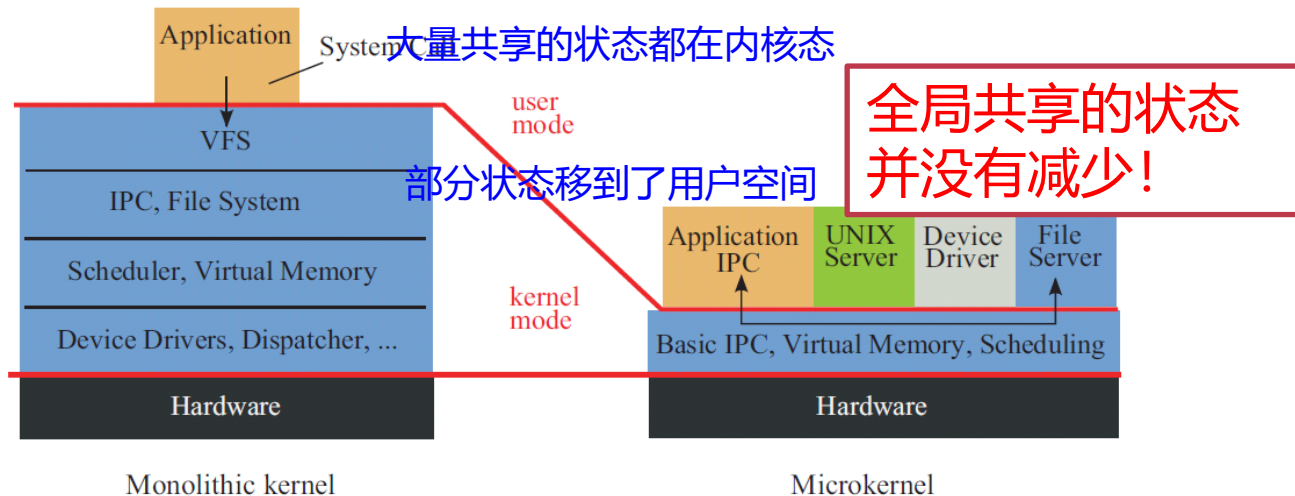 Application
System Call
大量共享的状态都在内核态
user
mode
全局共享的状态
并没有减少！
VFS
部分状态移到了用户空间
IPC, File System
Application
IPC
UNIX
Server
Device
Driver
File
Server
Scheduler, Virtual Memory
kernel
mode
Device Drivers, Dispatcher, ...
Basic IPC, Virtual Memory, Scheduling
Hardware
Hardware
Monolithic kernel
Microkernel